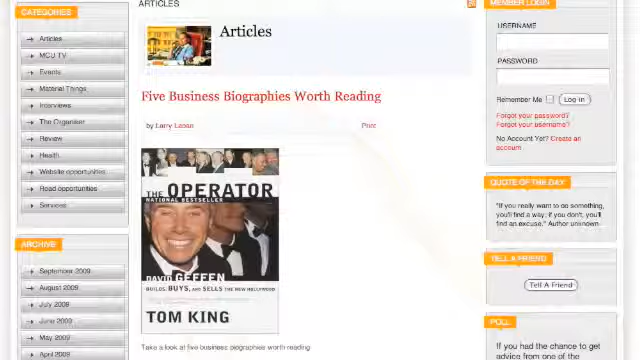 CATEGORIES
Articles
MCU TV
Events
Material Things
Interviews
The Organiser
Review
Health
Website opportunities
Read opportunities
Services
ARCHIVE
September 2009
August 2009
July 2009
June 2009
May 2009
April 2009
ARTICLES
Articles
Five Business Biographies Worth Reading
by Larry
Print
THE OPERATOR
NATIONAL BESTSELLER
DAVID GEFFEN
BUILDS, BUYS, AND SELLS THE NEW HOLLYWOOD
TOM KING
Take a look at five business biographies worth reading
MEMBER LOGIN
USERNAME
PASSWORD
Remember Me
Log in
Forgot your password?
Forgot your username?
No Account Yet? Create an
account
QUOTE OF THE DAY
"If you really want to do something,
you'll find a way; if you don't, you'll
find an excuse." Author unknown
TELL A FRIEND
Tell A Friend
POLL
If you had the chance to get
advice from one of the